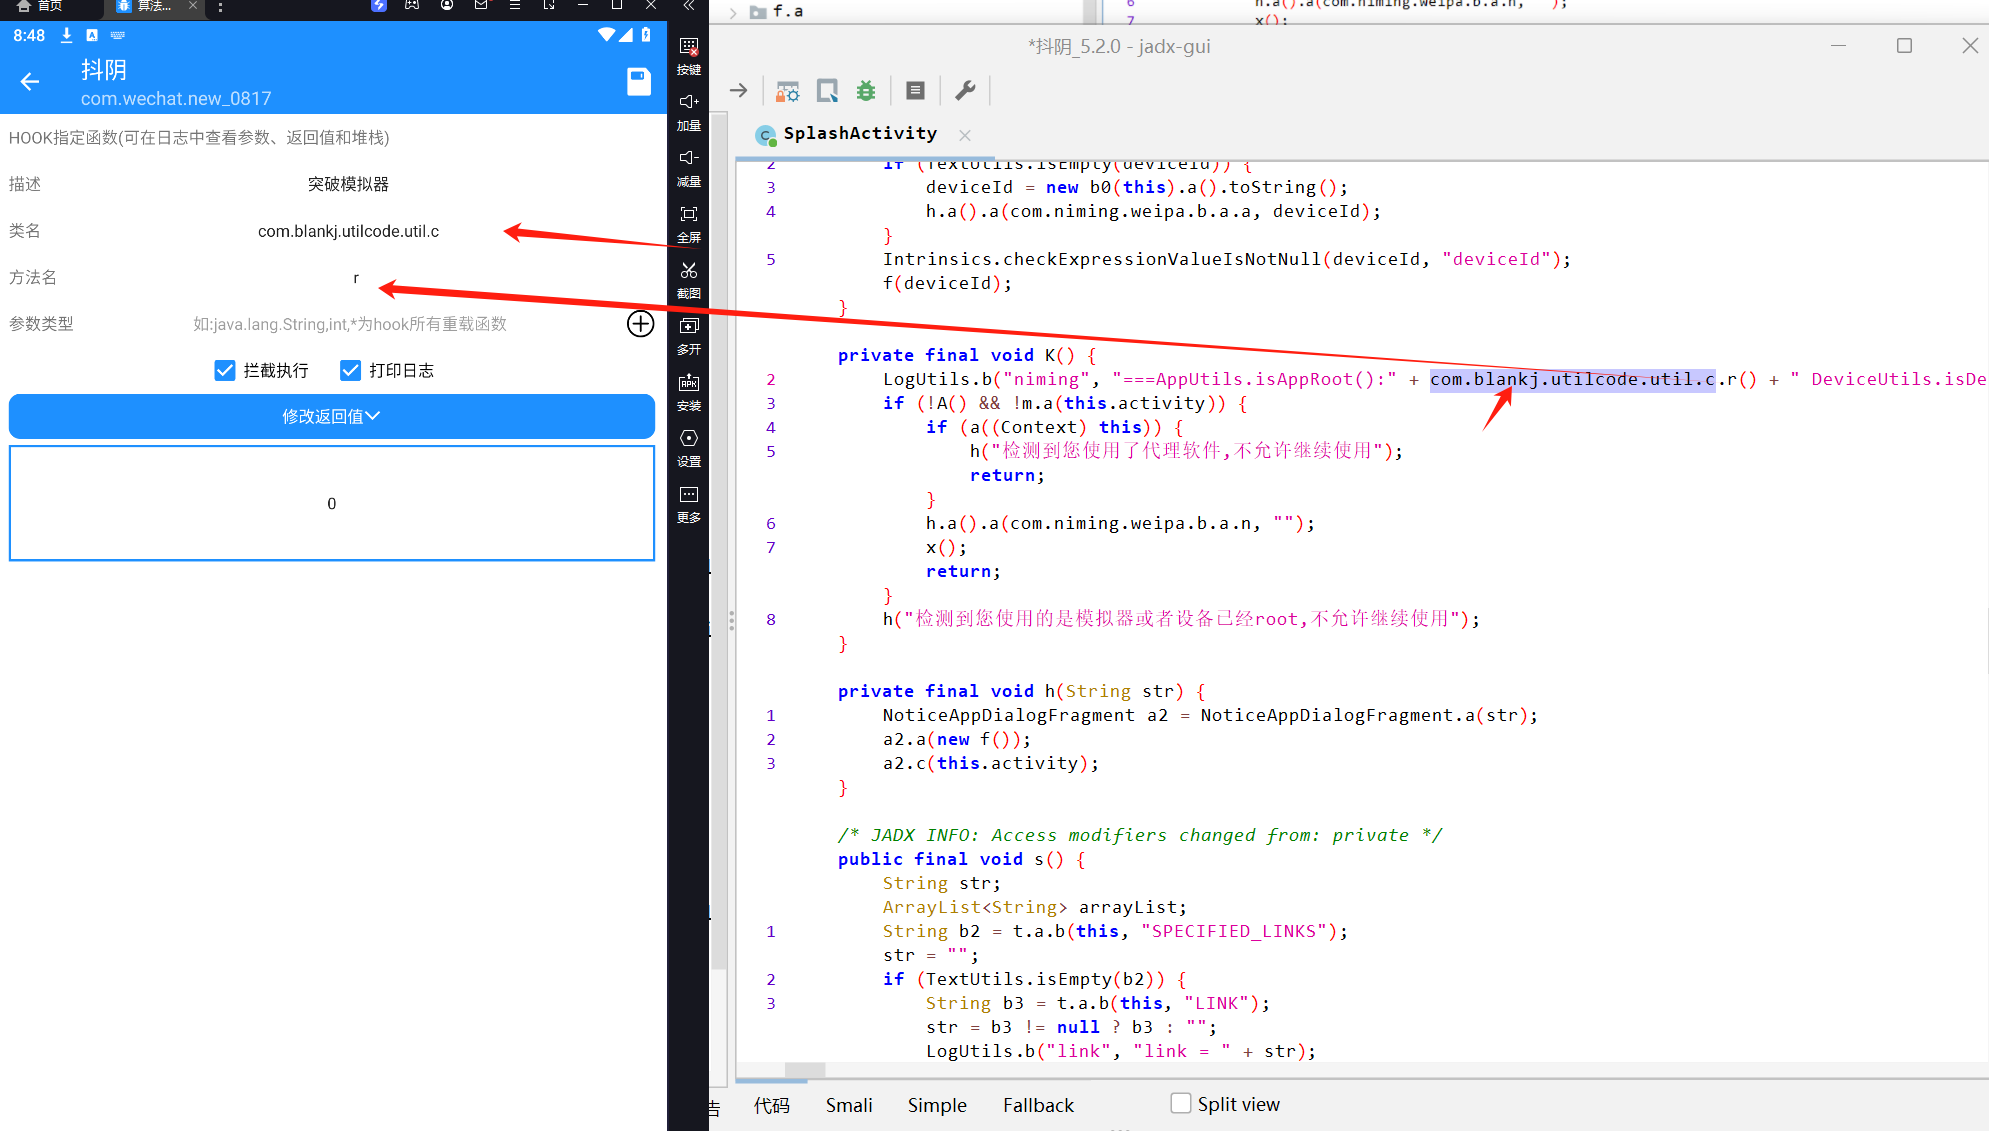 首页
算法...
8:48
抖阴
com.wechat.new_0817
HOOK指定函数(可在日志中查看参数、返回值和堆栈)
描述
突破模拟器
类名
com.blankj.utilcode.util.c
方法名
r
参数类型
如:java.lang.String,int,*为hook所有重载函数
拦截执行
打印日志
修改返回值
0
按键
加量
减量
全屏
截图
多开
安装
设置
更多
f.a
6 h.a().a(com.niming.weipa.b.a.n, "");
7 x();
*抖阴_5.2.0 - jadx-gui
SplashActivity
2 if (TextUtils.isEmpty(deviceId)) {
3 deviceId = new b0(this).a().toString();
4 h.a().a(com.niming.weipa.b.a.a, deviceId);
}
5 Intrinsics.checkExpressionValueIsNotNull(deviceId, "deviceId");
f(deviceId);
}
private final void K() {
2 LogUtils.b("niming", "===AppUtils.isAppRoot():" + com.blankj.utilcode.util.c.r() + " DeviceUtils.isDe
3 if (!A() && !m.a(this.activity)) {
4 if (a((Context) this)) {
5 h("检测到您使用了代理软件,不允许继续使用");
return;
}
6 h.a().a(com.niming.weipa.b.a.n, "");
7 x();
return;
}
8 h("检测到您使用的是模拟器或者设备已经root,不允许继续使用");
}
private final void h(String str) {
1 NoticeAppDialogFragment a2 = NoticeAppDialogFragment.a(str);
2 a2.a(new f());
3 a2.c(this.activity);
}
/* JADX INFO: Access modifiers changed from: private */
public final void s() {
String str;
ArrayList<String> arrayList;
1 String b2 = t.a.b(this, "SPECIFIED_LINKS");
str = "";
2 if (TextUtils.isEmpty(b2)) {
3 String b3 = t.a.b(this, "LINK");
str = b3 != null ? b3 : "";
LogUtils.b("link", "link = " + str);
告
代码
Smali
Simple
Fallback
Split view